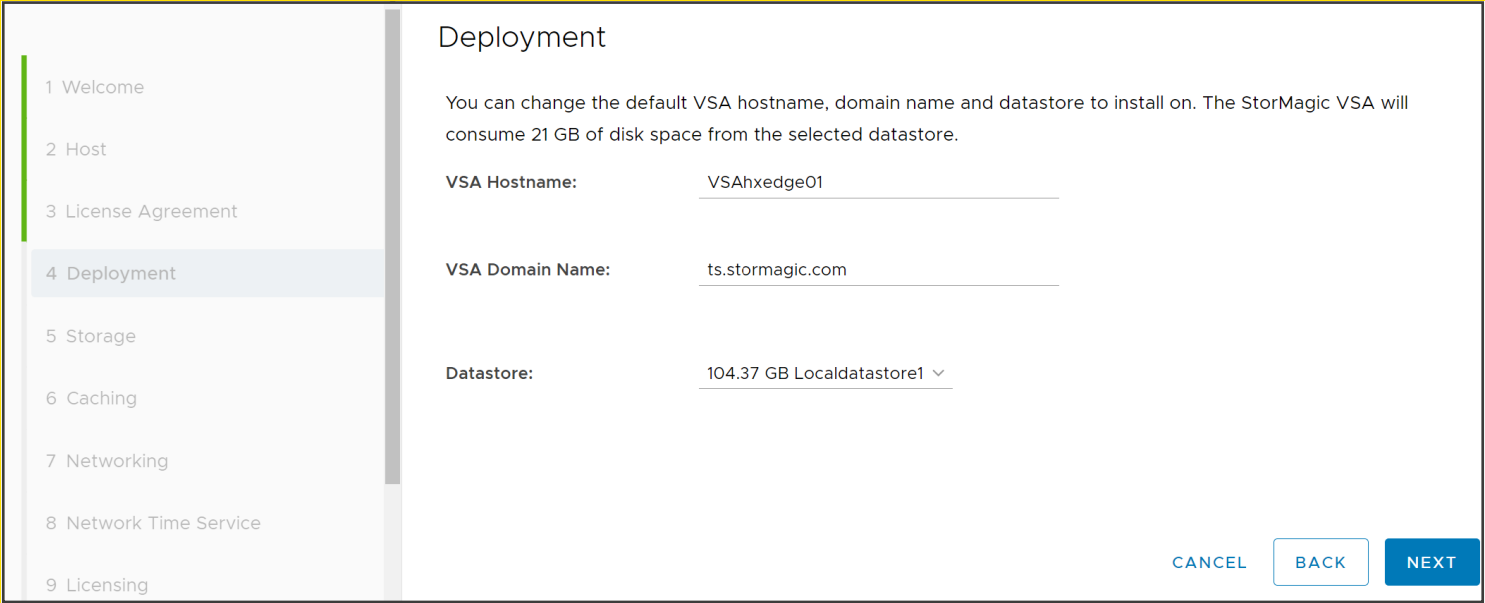 1 Welcome
2 Host
3 License Agreement
4 Deployment
5 Storage
6 Caching
7 Networking
8 Network Time Service
9 Licensing
Deployment
You can change the default VSA hostname, domain name and datastore to install on. The StorMagic VSA will
consume 21 GB of disk space from the selected datastore.
VSA Hostname: VSAhxedge01
VSA Domain Name: ts.stormagic.com
Datastore: 104.37 GB Localdatastore1
CANCEL BACK NEXT